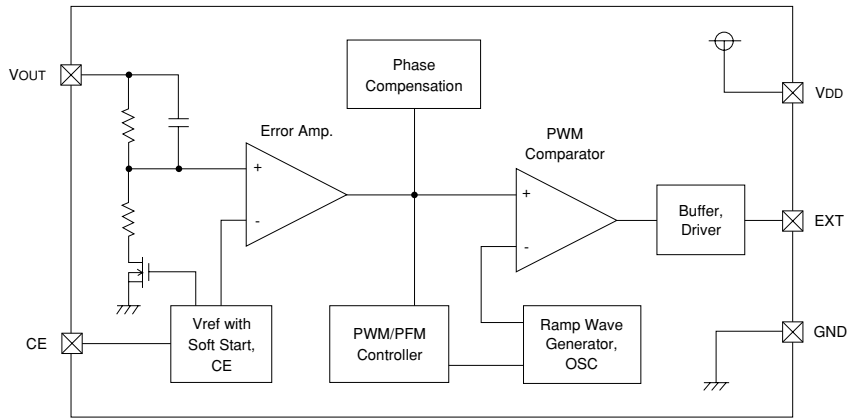 Phase
Compensation
VOUT
VDD
Error Amp.
PWM
Comparator
+
-
+
-
Buffer,
Driver
EXT
CE
Vref with
Soft Start,
CE
PWM/PFM
Controller
Ramp Wave
Generator,
OSC
GND